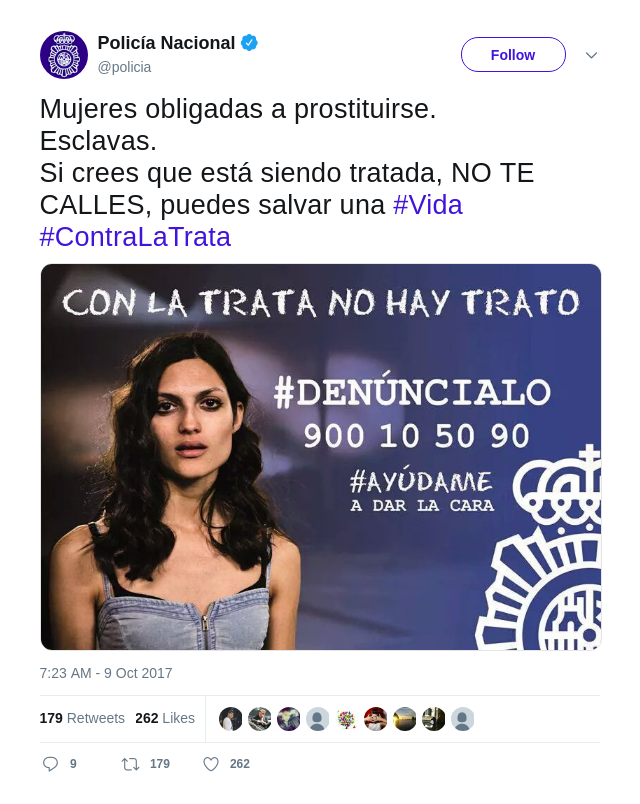 Policía Nacional
@policia
Follow
Mujeres obligadas a prostituirse.
Esclavas.
Si crees que está siendo tratada, NO TE
CALLES, puedes salvar una #Vida
#ContraLaTrata
CON LA TRATA NO HAY TRATO
#DENÚNCIALO
900 10 50 90
#AYÚDAME
A DAR LA CARA
7:23 AM - 9 Oct 2017
179 Retweets 262 Likes
9 179 262